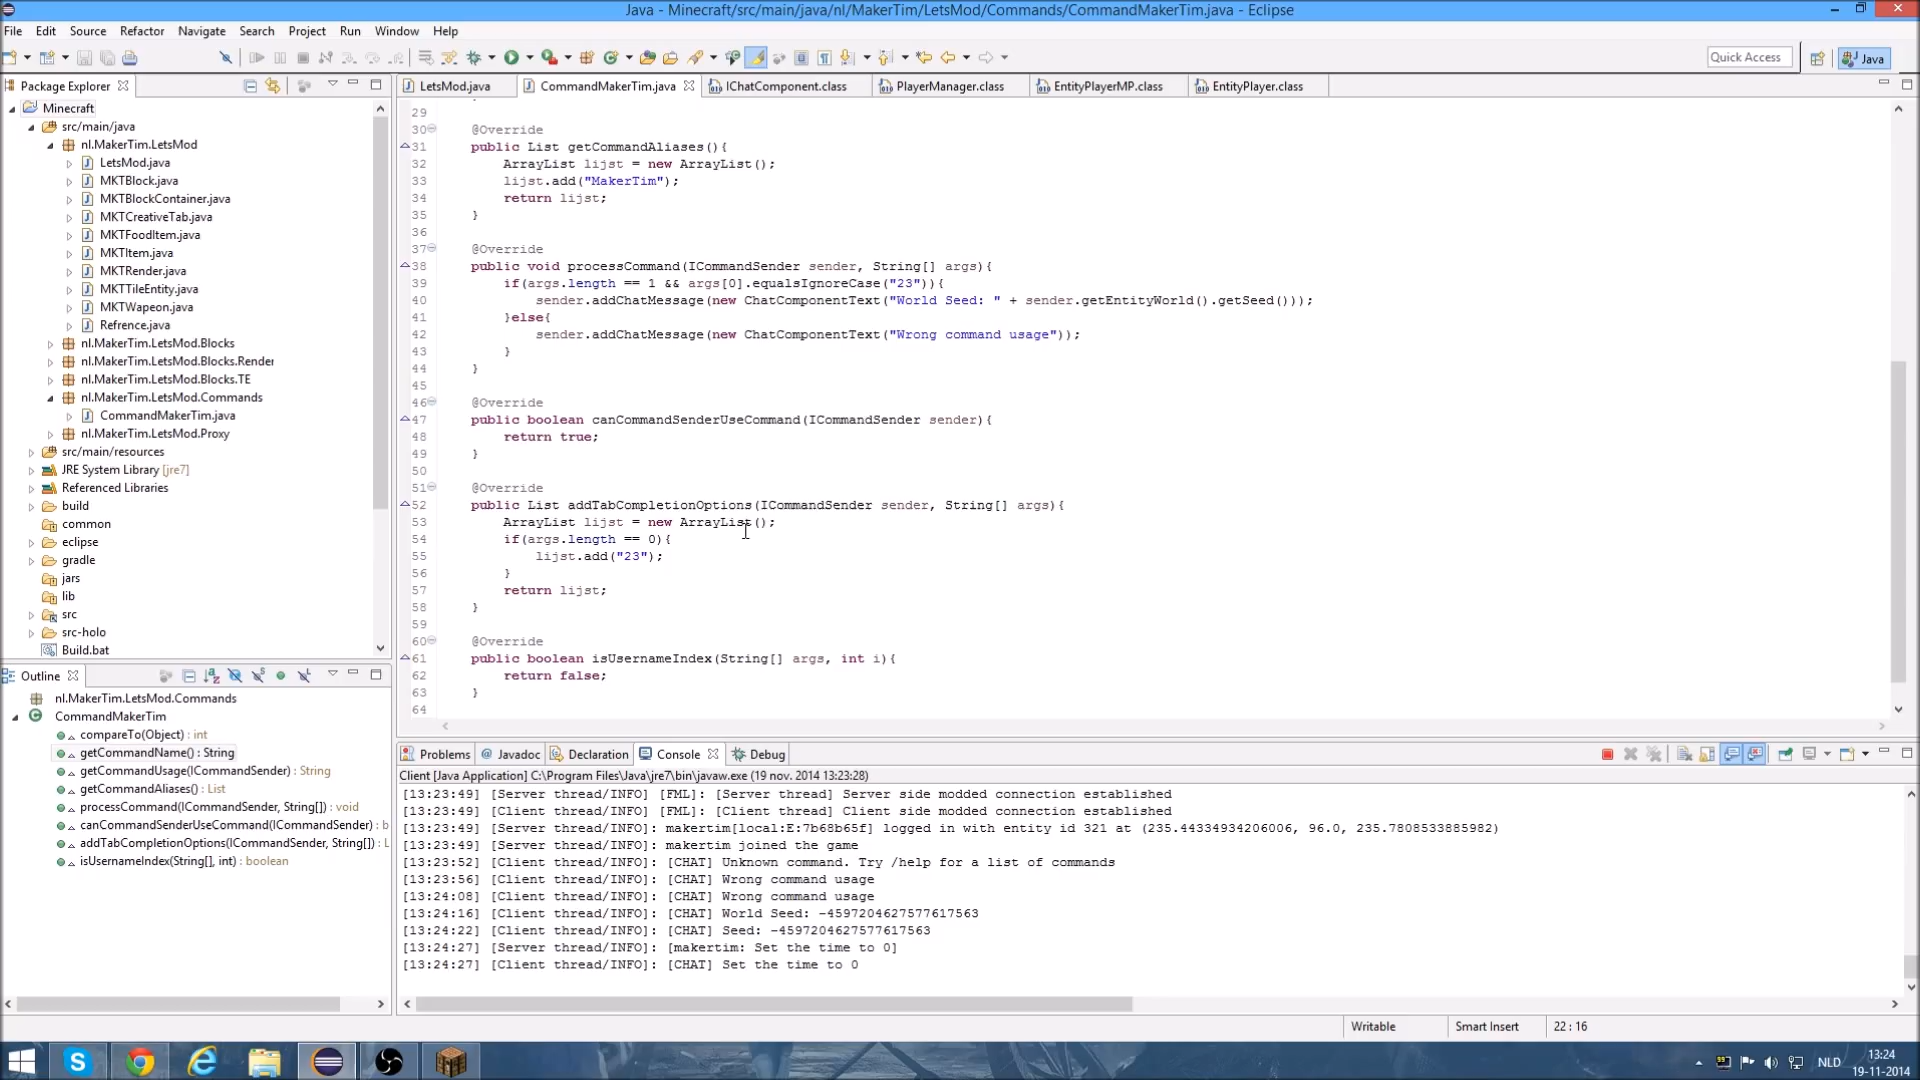 Java - Minecraft/src/main/java/nl/MakerTim/LetsMod/Commands/CommandMakerTim.java - Eclipse
File Edit Source Refactor Navigate Search Project Run Window Help
Quick Access
Java
Package Explorer
LetsMod.java
CommandMakerTim.java
IChatComponent.class
PlayerManager.class
EntityPlayerMP.class
EntityPlayer.class
Minecraft
src/main/java
nl.MakerTim.LetsMod
LetsMod.java
MKTBlock.java
MKTBlockContainer.java
MKTCreativeTab.java
MKTFoodItem.java
MKTItem.java
MKTRender.java
MKTTileEntity.java
MKTWapeon.java
Refrence.java
nl.MakerTim.LetsMod.Blocks
nl.MakerTim.LetsMod.Blocks.Render
nl.MakerTim.LetsMod.Blocks.TE
nl.MakerTim.LetsMod.Commands
CommandMakerTim.java
nl.MakerTim.LetsMod.Proxy
src/main/resources
JRE System Library [jre7]
Referenced Libraries
build
common
eclipse
gradle
jars
lib
src
src-holo
Build.bat
29
30 @Override
31 public List getCommandAliases(){
32 ArrayList lijst = new ArrayList();
33 lijst.add("MakerTim");
34 return lijst;
35 }
36
37 @Override
38 public void processCommand(ICommandSender sender, String[] args){
39 if(args.length == 1 && args[0].equalsIgnoreCase("23")){
40 sender.addChatMessage(new ChatComponentText("World Seed: " + sender.getEntityWorld().getSeed()));
41 }else{
42 sender.addChatMessage(new ChatComponentText("Wrong command usage"));
43 }
44 }
45
46 @Override
47 public boolean canCommandSenderUseCommand(ICommandSender sender){
48 return true;
49 }
50
51 @Override
52 public List addTabCompletionOptions(ICommandSender sender, String[] args){
53 ArrayList lijst = new ArrayList();
54 if(args.length == 0){
55 lijst.add("23");
56 }
57 return lijst;
58 }
59
60 @Override
61 public boolean isUsernameIndex(String[] args, int i){
62 return false;
63 }
64
Outline
nl.MakerTim.LetsMod.Commands
CommandMakerTim
compareTo(Object) : int
getCommandName() : String
getCommandUsage(ICommandSender) : String
getCommandAliases() : List
processCommand(ICommandSender, String[]) : void
canCommandSenderUseCommand(ICommandSender) : b
addTabCompletionOptions(ICommandSender, String[]) : L
isUsernameIndex(String[], int) : boolean
Problems @ Javadoc Declaration Console Debug
Client [Java Application] C:\Program Files\Java\jre7\bin\javaw.exe (19 nov. 2014 13:23:28)
[13:23:49] [Server thread/INFO] [FML]: [Server thread] Server side modded connection established
[13:23:49] [Client thread/INFO] [FML]: [Client thread] Client side modded connection established
[13:23:49] [Server thread/INFO]: makertim[local:E:7b68b65f] logged in with entity id 321 at (235.44334934206006, 96.0, 235.7808533885982)
[13:23:49] [Server thread/INFO]: makertim joined the game
[13:23:52] [Client thread/INFO]: [CHAT] Unknown command. Try /help for a list of commands
[13:23:56] [Client thread/INFO]: [CHAT] Wrong command usage
[13:24:08] [Client thread/INFO]: [CHAT] Wrong command usage
[13:24:16] [Client thread/INFO]: [CHAT] World Seed: -4597204627577617563
[13:24:22] [Client thread/INFO]: [CHAT] Seed: -4597204627577617563
[13:24:27] [Server thread/INFO]: [makertim: Set the time to 0]
[13:24:27] [Client thread/INFO]: [CHAT] Set the time to 0
Writable
Smart Insert
22 : 16
NLD
13:24
19-11-2014